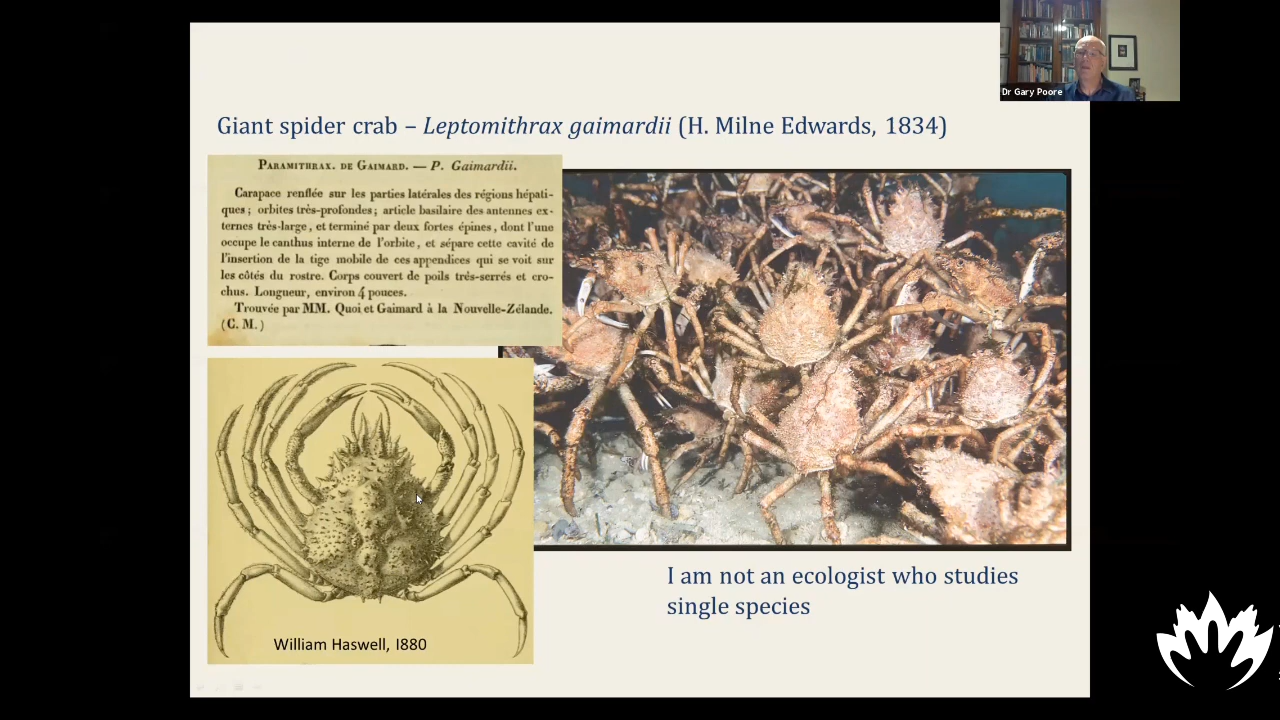 Dr Gary Poore
Giant spider crab – Leptomithrax gaimardii (H. Milne Edwards, 1834)
Paramithrax. de Gaimard. — P. Gaimardii.
Carapace renflée sur les parties latérales des régions hépati-
ques; orbites très-profondes; article basilaire des antennes ex-
ternes très-large, et terminé par deux fortes épines, dont l'une
occupe le canthus interne de l'orbite, et sépare cette cavité de
l'insertion de la tige mobile de ces appendices qui se voit sur
les côtés du rostre. Corps couvert de poils très-serrés et cro-
chus. Longueur, environ 4 pouces.
Trouvée par MM. Quoi et Gaimard à la Nouvelle-Zélande.
(C. M.)
William Haswell, I880
I am not an ecologist who studies
single species